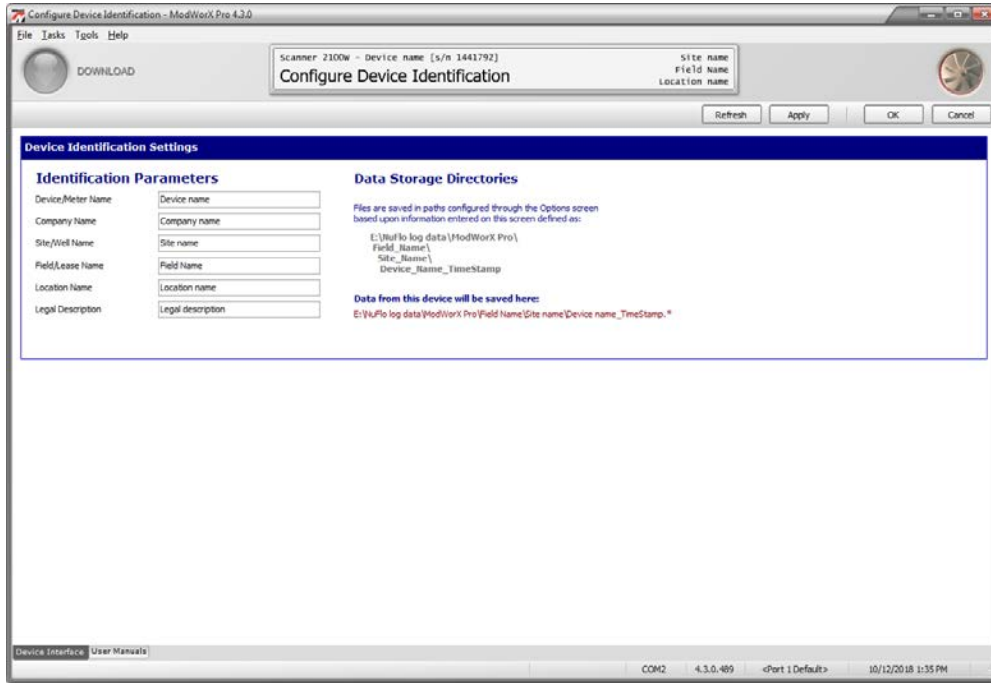 Configure Device Identification - ModWorX Pro 4.3.0
File Tasks Tools Help
DOWNLOAD
Scanner 2100w - Device name [s/n 1441792]
Configure Device Identification
Site name
Field Name
Location name
Refresh Apply OK Cancel
Device Identification Settings
Identification Parameters
Device/Meter Name Device name
Company Name Company name
Site/Well Name Site name
Field/Lease Name Field Name
Location Name Location name
Legal Description Legal description
Data Storage Directories
Files are saved in paths configured through the Options screen
based upon information entered on this screen defined as:
E:\NuFlo log data\ModWorX Pro\
Field_Name\
Site_Name\
Device_Name_TimeStamp
Data from this device will be saved here:
E:\NuFlo log data\ModWorX Pro\Field Name\Site name\Device name_TimeStamp.*
Device Interface User Manuals
COM2 4.3.0.489 <Port 1 Default> 10/12/2018 1:35 PM